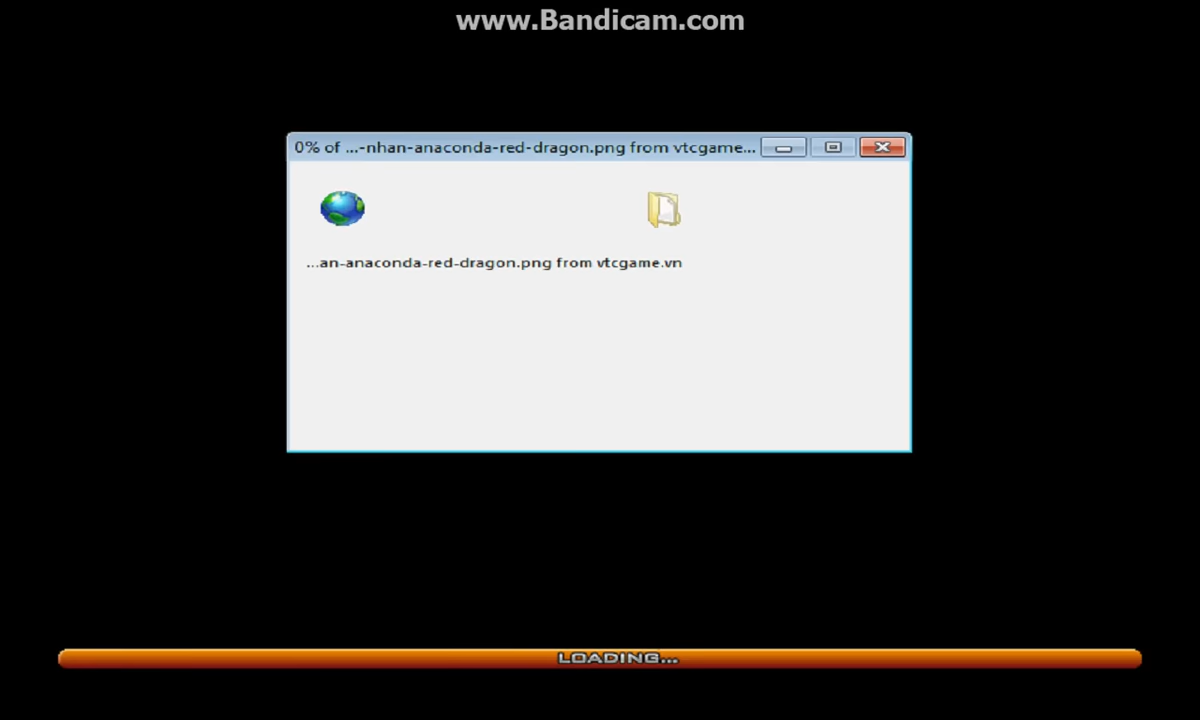 www.Bandicam.com
0% of ...-nhan-anaconda-red-dragon.png from vtcgame...
...an-anaconda-red-dragon.png from vtcgame.vn
LOADING...